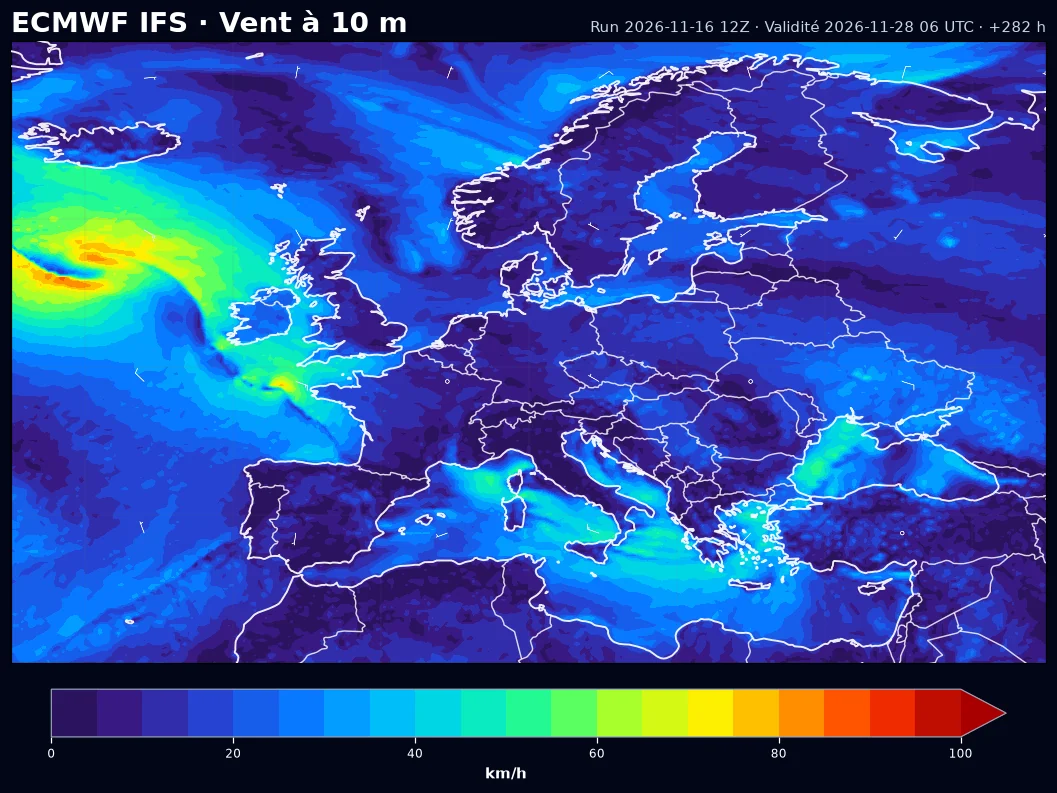 ECMWF IFS · Vent à 10 m
Run 2026-11-16 12Z · Validité 2026-11-28 06 UTC · +282 h
0 20 40 60 80 100
km/h